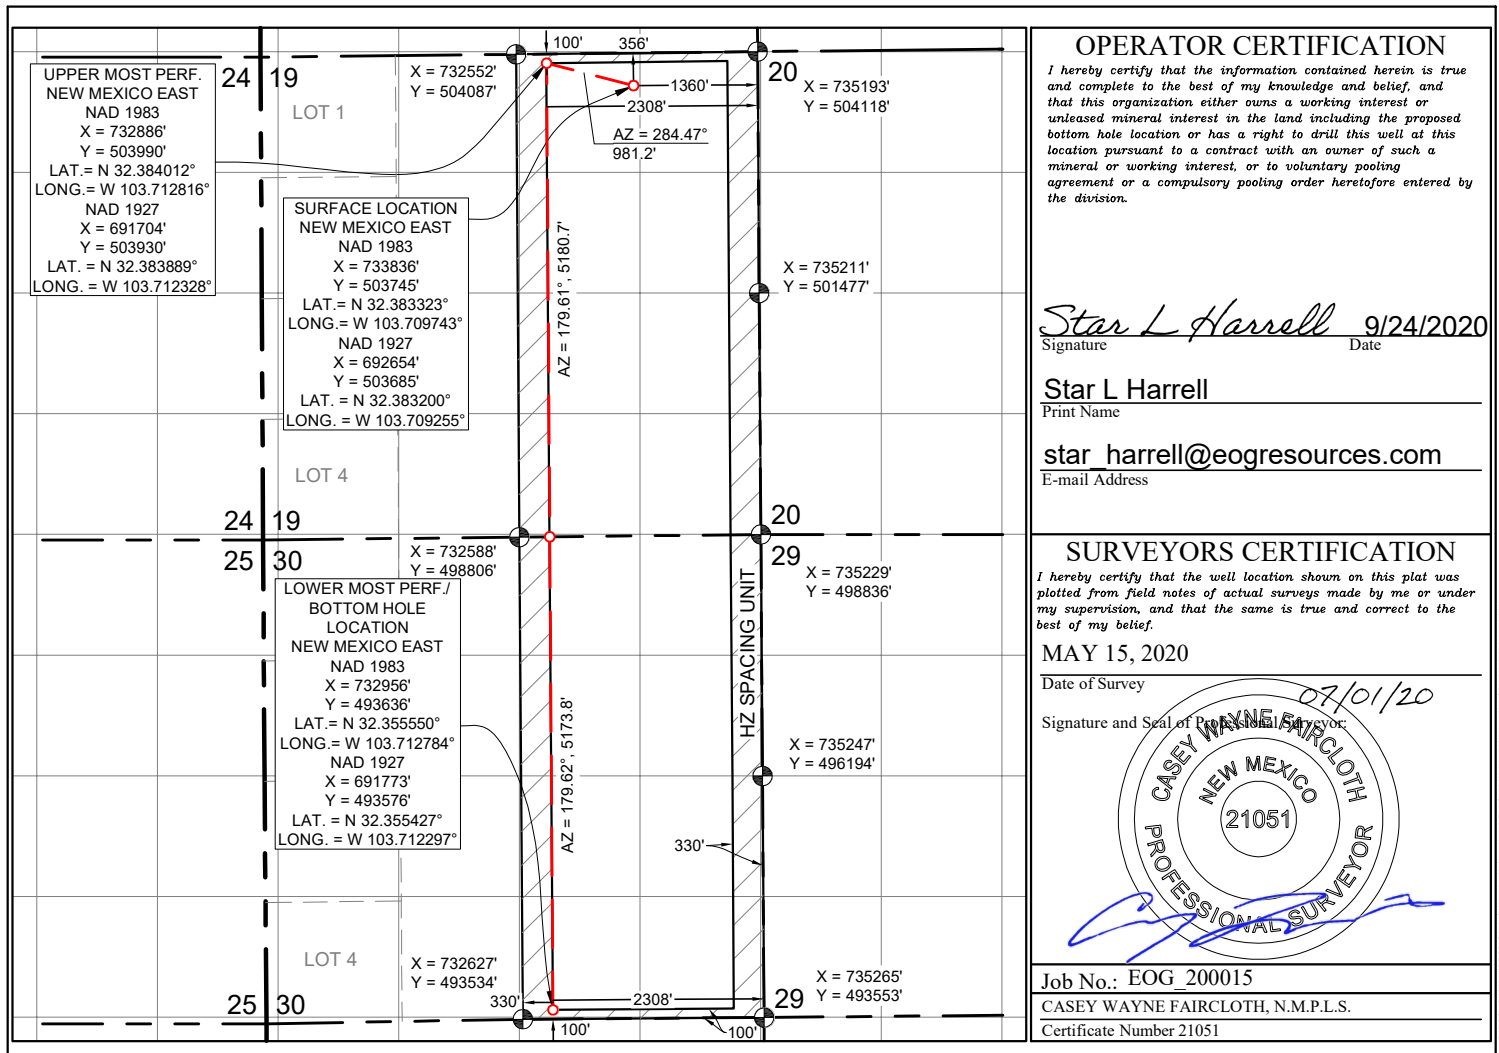 24 19
LOT 1
UPPER MOST PERF.
NEW MEXICO EAST
NAD 1983
X = 732886'
Y = 503990'
LAT.= N 32.384012°
LONG.= W 103.712816°
NAD 1927
X = 691704'
Y = 503930'
LAT. = N 32.383889°
LONG. = W 103.712328°
X = 732552'
Y = 504087'
100'
356'
1360'
2308'
AZ = 284.47°
981.2'
20
X = 735193'
Y = 504118'
SURFACE LOCATION
NEW MEXICO EAST
NAD 1983
X = 733836'
Y = 503745'
LAT.= N 32.383323°
LONG.= W 103.709743°
NAD 1927
X = 692654'
Y = 503685'
LAT. = N 32.383200°
LONG. = W 103.709255°
AZ = 179.61°, 5180.7'
X = 735211'
Y = 501477'
LOT 4
24 19
25 30
X = 732588'
Y = 498806'
20
29
X = 735229'
Y = 498836'
LOWER MOST PERF./
BOTTOM HOLE
LOCATION
NEW MEXICO EAST
NAD 1983
X = 732956'
Y = 493636'
LAT.= N 32.355550°
LONG.= W 103.712784°
NAD 1927
X = 691773'
Y = 493576'
LAT. = N 32.355427°
LONG. = W 103.712297°
AZ = 179.62°, 5173.8'
HZ SPACING UNIT
X = 735247'
Y = 496194'
330'
LOT 4
X = 732627'
Y = 493534'
25 30
330'
2308'
100'
100'
29
X = 735265'
Y = 493553'
OPERATOR CERTIFICATION
I hereby certify that the information contained herein is true
and complete to the best of my knowledge and belief, and
that this organization either owns a working interest or
unleased mineral interest in the land including the proposed
bottom hole location or has a right to drill this well at this
location pursuant to a contract with an owner of such a
mineral or working interest, or to voluntary pooling
agreement or a compulsory pooling order heretofore entered by
the division.
Star L Harrell 9/24/2020
Signature Date
Star L Harrell
Print Name
star_harrell@eogresources.com
E-mail Address
SURVEYORS CERTIFICATION
I hereby certify that the well location shown on this plat was
plotted from field notes of actual surveys made by me or under
my supervision, and that the same is true and correct to the
best of my belief.
MAY 15, 2020
Date of Survey
07/01/20
Signature and Seal of Professional Surveyor:
CASEY WAYNE FAIRCLOTH
NEW MEXICO
21051
PROFESSIONAL SURVEYOR
Job No.: EOG_200015
CASEY WAYNE FAIRCLOTH, N.M.P.L.S.
Certificate Number 21051